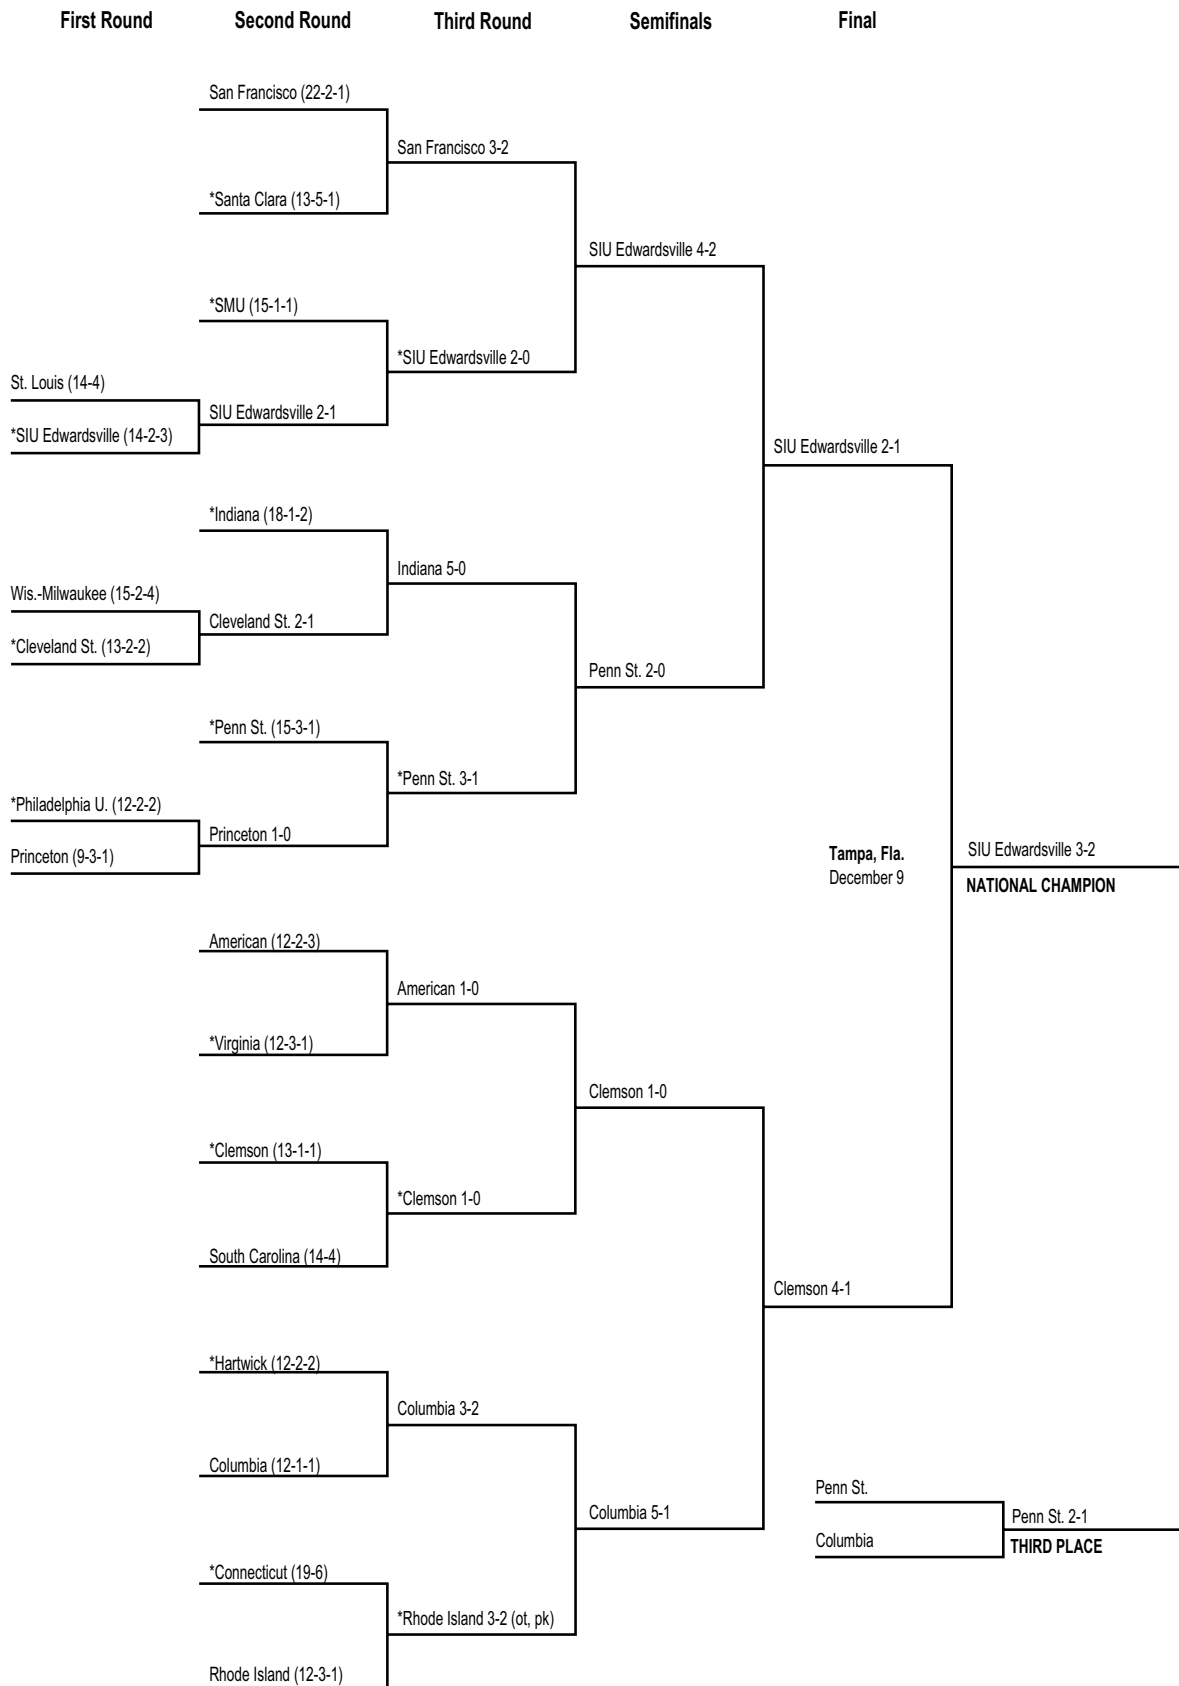 First Round
Second Round
Third Round
Semifinals
Final
San Francisco (22-2-1)
San Francisco 3-2
*Santa Clara (13-5-1)
SIU Edwardsville 4-2
*SMU (15-1-1)
*SIU Edwardsville 2-0
St. Louis (14-4)
SIU Edwardsville 2-1
*SIU Edwardsville (14-2-3)
SIU Edwardsville 2-1
*Indiana (18-1-2)
Indiana 5-0
Wis.-Milwaukee (15-2-4)
Cleveland St. 2-1
*Cleveland St. (13-2-2)
Penn St. 2-0
*Penn St. (15-3-1)
*Penn St. 3-1
*Philadelphia U. (12-2-2)
Princeton 1-0
Princeton (9-3-1)
Tampa, Fla.
December 9
SIU Edwardsville 3-2
NATIONAL CHAMPION
American (12-2-3)
American 1-0
*Virginia (12-3-1)
Clemson 1-0
*Clemson (13-1-1)
*Clemson 1-0
South Carolina (14-4)
Clemson 4-1
*Hartwick (12-2-2)
Columbia 3-2
Columbia (12-1-1)
Columbia 5-1
Penn St.
Penn St. 2-1
Columbia
THIRD PLACE
*Connecticut (19-6)
*Rhode Island 3-2 (ot, pk)
Rhode Island (12-3-1)